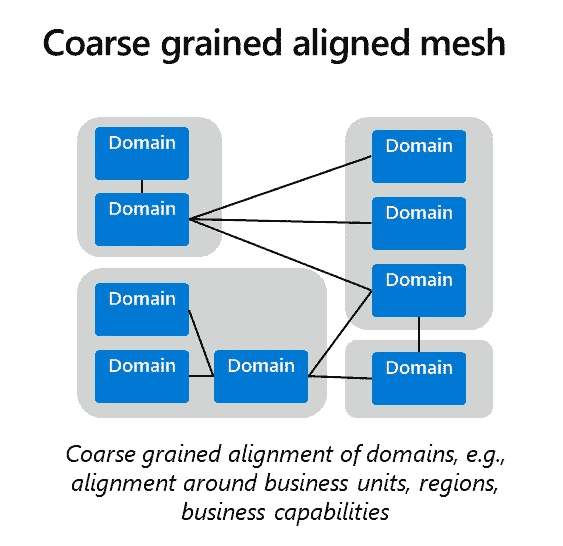 Coarse grained aligned mesh
Domain
Domain
Domain
Domain
Domain
Domain
Domain
Domain
Domain
Coarse grained alignment of domains, e.g.,
alignment around business units, regions,
business capabilities